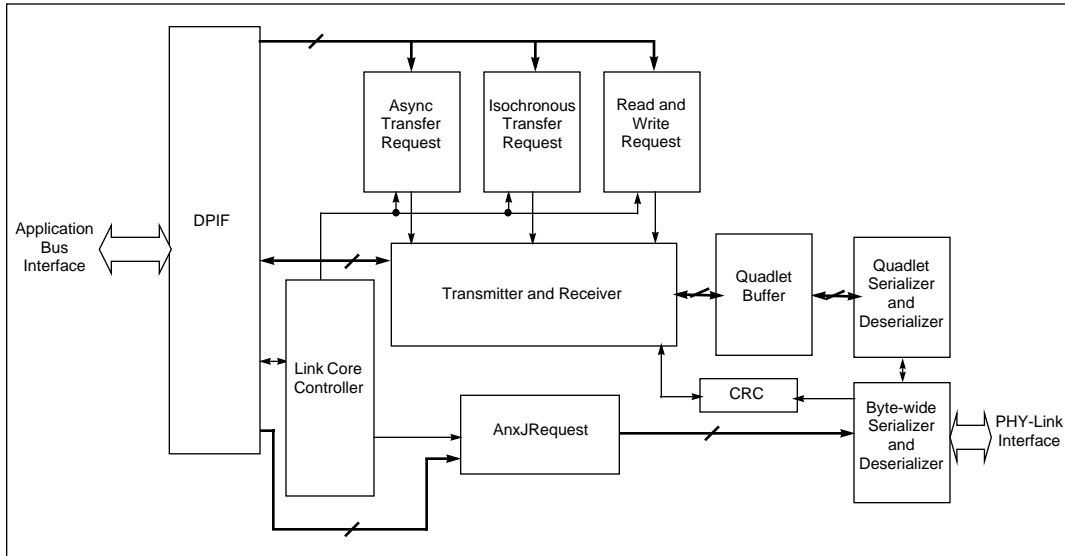 Async
Transfer
Request
Isochronous
Transfer
Request
Read and
Write
Request
Application
Bus
Interface
DPIF
Transmitter and Receiver
Quadlet
Buffer
Quadlet
Serializer
and
Deserializer
Link Core
Controller
CRC
AnxJRequest
Byte-wide
Serializer
and
Deserializer
PHY-Link
Interface